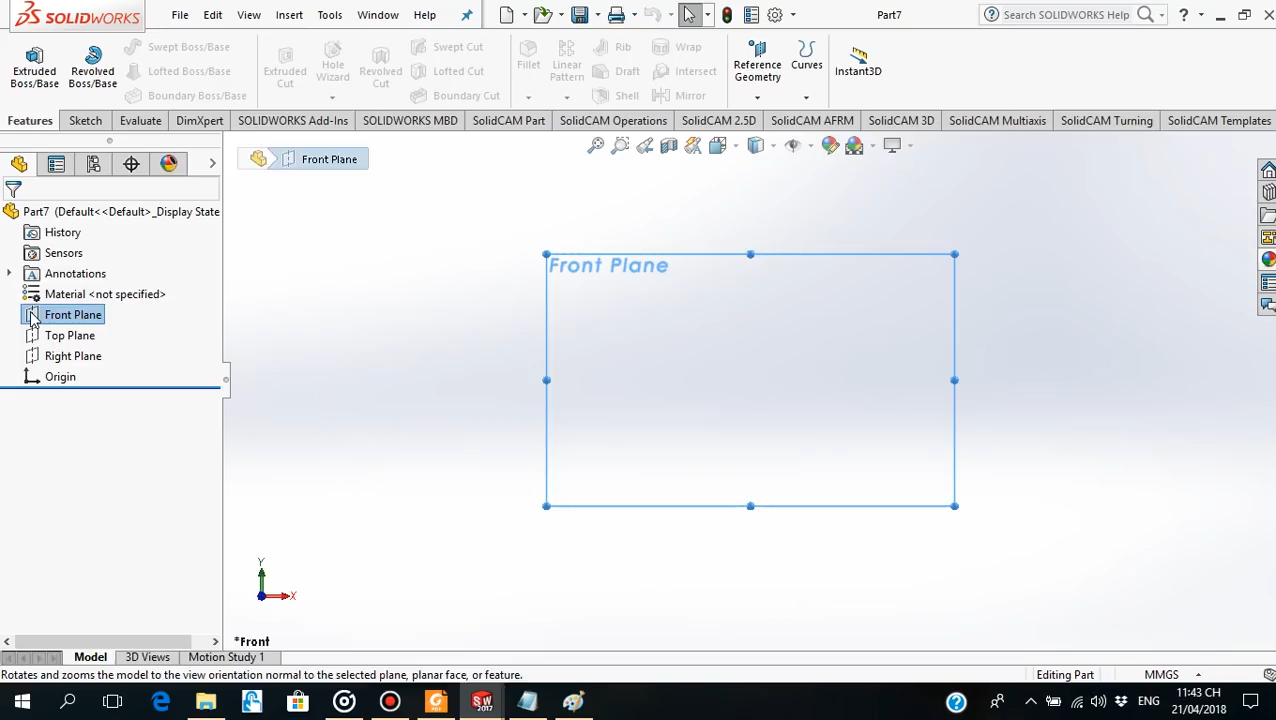 SOLIDWORKS
File Edit View Insert Tools Window Help
Part7
Search SOLIDWORKS Help
?
Extruded Boss/Base
Revolved Boss/Base
Swept Boss/Base
Lofted Boss/Base
Boundary Boss/Base
Extruded Cut
Hole Wizard
Revolved Cut
Swept Cut
Lofted Cut
Boundary Cut
Fillet
Linear Pattern
Rib
Draft
Shell
Wrap
Intersect
Mirror
Reference Geometry
Curves
Instant3D
Features Sketch Evaluate DimXpert SOLIDWORKS Add-Ins SOLIDWORKS MBD SolidCAM Part SolidCAM Operations SolidCAM 2.5D SolidCAM AFRM SolidCAM 3D SolidCAM Multiaxis SolidCAM Turning SolidCAM Templates
Front Plane
Part7 (Default<<Default>_Display State
History
Sensors
Annotations
Material <not specified>
Front Plane
Top Plane
Right Plane
Origin
Front Plane
Y
X
*Front
Model 3D Views Motion Study 1
Rotates and zooms the model to the view orientation normal to the selected plane, planar face, or feature.
Editing Part
MMGS
SW
2017
PDF
ENG
11:43 CH
21/04/2018